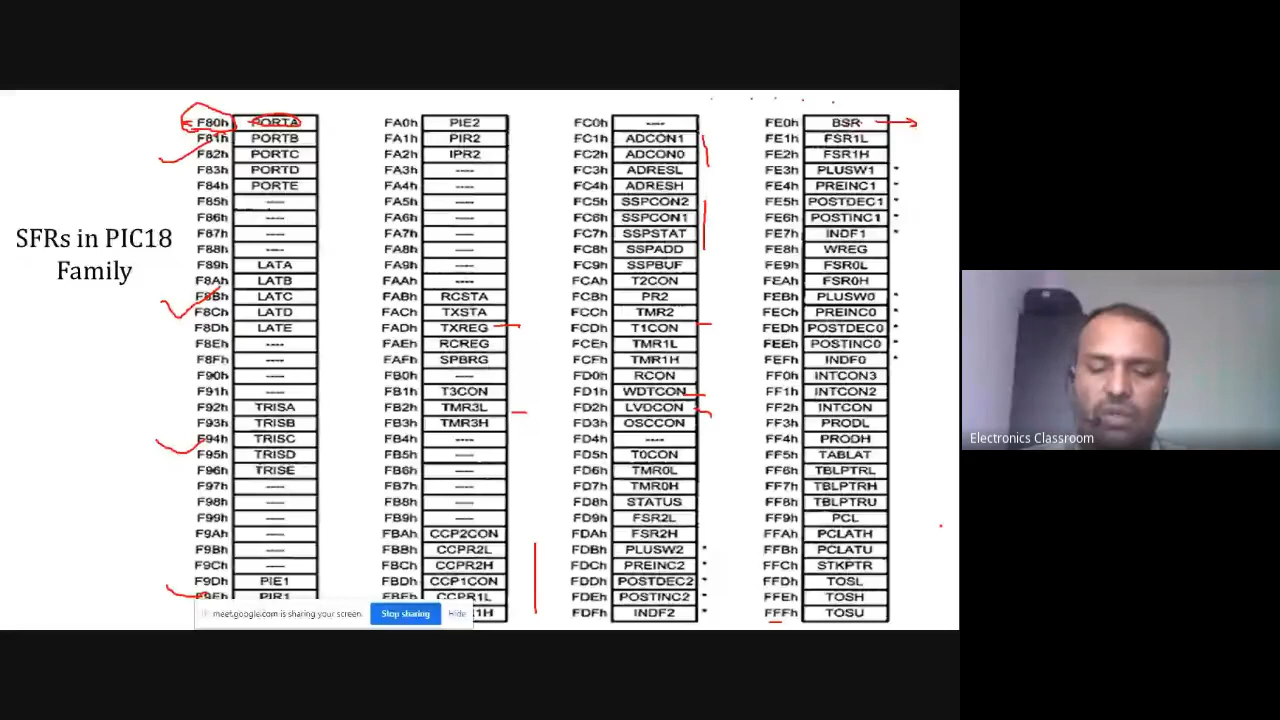 SFRs in PIC18
Family
F80h PORTA
F81h PORTB
F82h PORTC
F83h PORTD
F84h PORTE
F85h ----
F86h ----
F87h ----
F88h ----
F89h LATA
F8Ah LATB
F8Bh LATC
F8Ch LATD
F8Dh LATE
F8Eh ----
F8Fh ----
F90h ----
F91h ----
F92h TRISA
F93h TRISB
F94h TRISC
F95h TRISD
F96h TRISE
F97h ----
F98h ----
F99h ----
F9Ah ----
F9Bh ----
F9Ch ----
F9Dh PIE1
F9Eh PIR1
FA0h PIE2
FA1h PIR2
FA2h IPR2
FA3h ----
FA4h ----
FA5h ----
FA6h ----
FA7h ----
FA8h ----
FA9h ----
FAAh ----
FABh RCSTA
FACh TXSTA
FADh TXREG
FAEh RCREG
FAFh SPBRG
FB0h ----
FB1h T3CON
FB2h TMR3L
FB3h TMR3H
FB4h ----
FB5h ----
FB6h ----
FB7h ----
FB8h ----
FB9h ----
FBAh CCP2CON
FBBh CCPR2L
FBCh CCPR2H
FBDh CCP1CON
FBEh CCPR1L
1H
FC0h ----
FC1h ADCON1
FC2h ADCON0
FC3h ADRESL
FC4h ADRESH
FC5h SSPCON2
FC6h SSPCON1
FC7h SSPSTAT
FC8h SSPADD
FC9h SSPBUF
FCAh T2CON
FCBh PR2
FCCh TMR2
FCDh T1CON
FCEh TMR1L
FCFh TMR1H
FD0h RCON
FD1h WDTCON
FD2h LVDCON
FD3h OSCCON
FD4h ----
FD5h T0CON
FD6h TMR0L
FD7h TMR0H
FD8h STATUS
FD9h FSR2L
FDAh FSR2H
FDBh PLUSW2 *
FDCh PREINC2 *
FDDh POSTDEC2 *
FDEh POSTINC2 *
FDFh INDF2 *
FE0h BSR
FE1h FSR1L
FE2h FSR1H
FE3h PLUSW1 *
FE4h PREINC1 *
FE5h POSTDEC1 *
FE6h POSTINC1 *
FE7h INDF1 *
FE8h WREG
FE9h FSR0L
FEAh FSR0H
FEBh PLUSW0 *
FECh PREINC0 *
FEDh POSTDEC0 *
FEEh POSTINC0 *
FEFh INDF0 *
FF0h INTCON3
FF1h INTCON2
FF2h INTCON
FF3h PRODL
FF4h PRODH
FF5h TABLAT
FF6h TBLPTRL
FF7h TBLPTRH
FF8h TBLPTRU
FF9h PCL
FFAh PCLATH
FFBh PCLATU
FFCh STKPTR
FFDh TOSL
FFEh TOSH
FFFh TOSU
meet.google.com is sharing your screen. Stop sharing Hide
Electronics Classroom